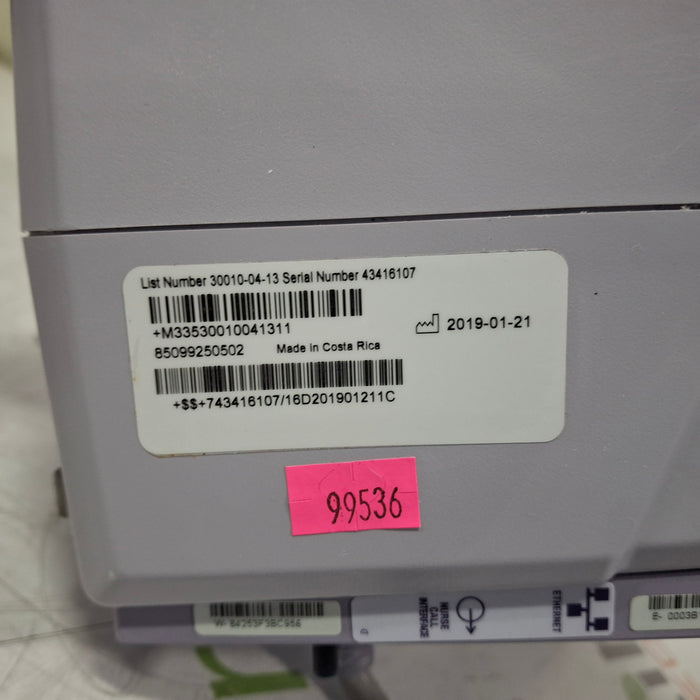 List Number 30010-04-13 Serial Number 43416107
+M33530010041311
2019-01-21
85099250502 Made in Costa Rica
+$$+743416107/16D201901211C
99536
NURSE
CALL
INTERFACE
ETHERNET